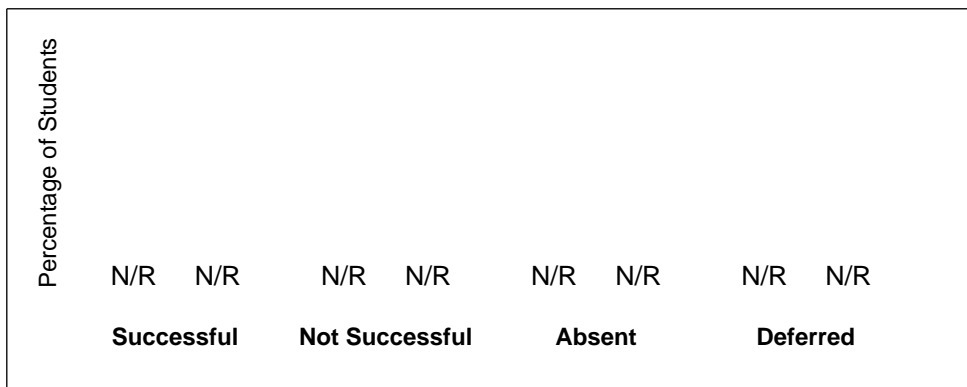 Percentage of Students
N/R N/R N/R N/R N/R N/R N/R N/R
Successful Not Successful Absent Deferred